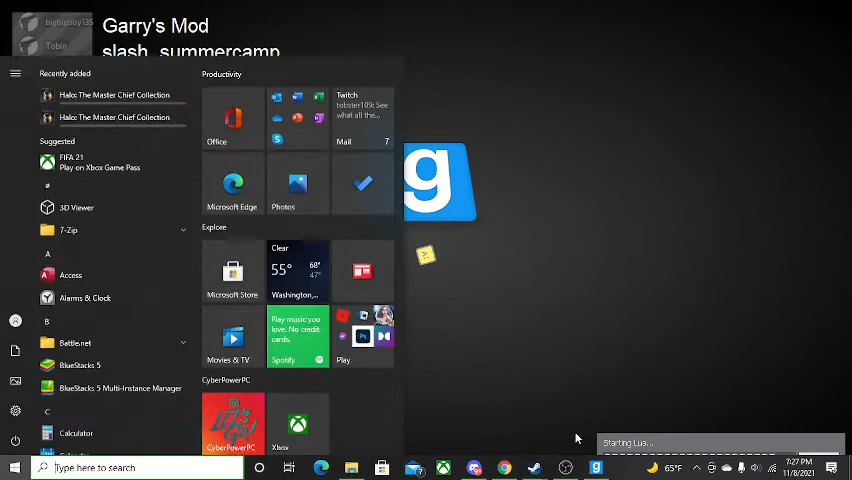 bigbigboy135
Tobin
Garry's Mod
slash_summercamp
Recently added
Halo: The Master Chief Collection
Halo: The Master Chief Collection
Suggested
FIFA 21
Play on Xbox Game Pass
#
3D Viewer
7-Zip
A
Access
Alarms & Clock
B
Battle.net
BlueStacks 5
BlueStacks 5 Multi-Instance Manager
C
Calculator
Productivity
Office
Twitch
tobster109: See
what all the...
Mail 7
Microsoft Edge
Photos
Explore
Microsoft Store
Clear
55° 68°
47°
Washington,...
Movies & TV
Play music you
love. No credit
cards.
Spotify
Play
CyberPowerPC
LET'S
GO!
CyberPowerPC
Xbox
g
Starting Lua...
Type here to search
65°F
7:27 PM
11/8/2021